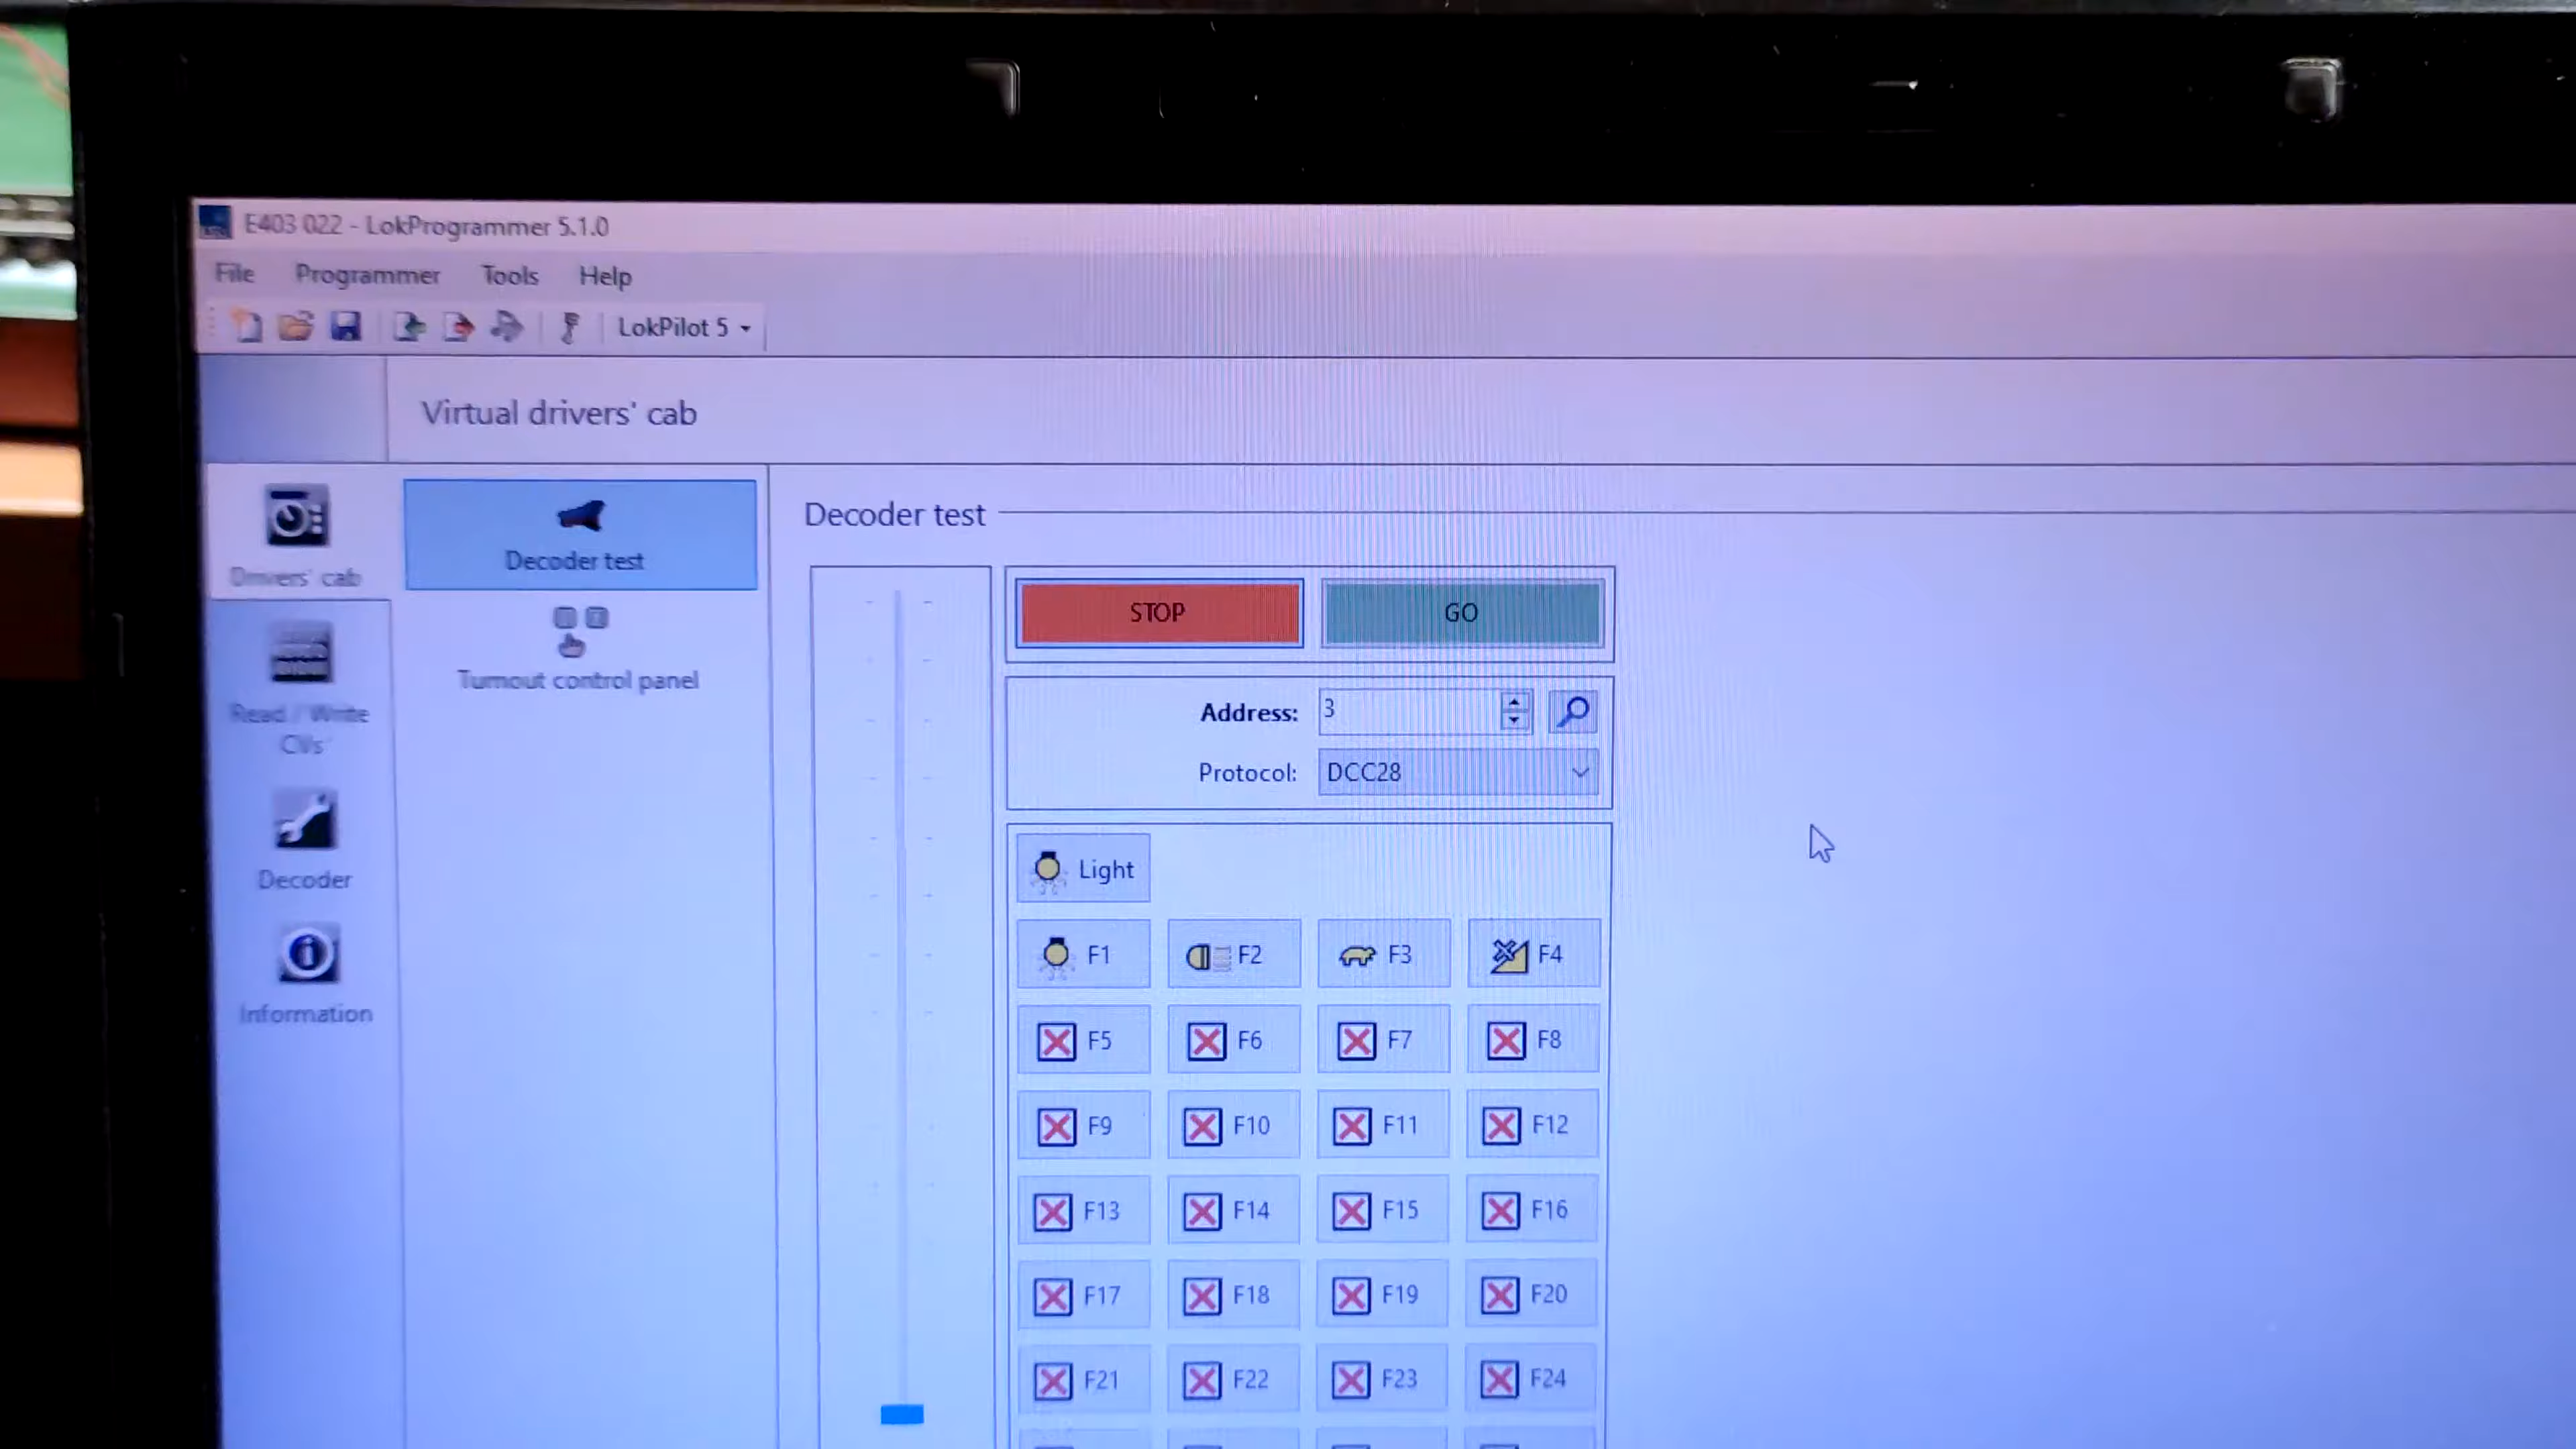 E403 022 - LokProgrammer 5.1.0
File Programmer Tools Help
LokPilot 5
Virtual drivers' cab
Drivers' cab
Read / Write
CVs
Decoder
Information
Decoder test
Turnout control panel
Decoder test
STOP GO
Address: 3
Protocol: DCC28
Light
F1 F2 F3 F4
F5 F6 F7 F8
F9 F10 F11 F12
F13 F14 F15 F16
F17 F18 F19 F20
F21 F22 F23 F24